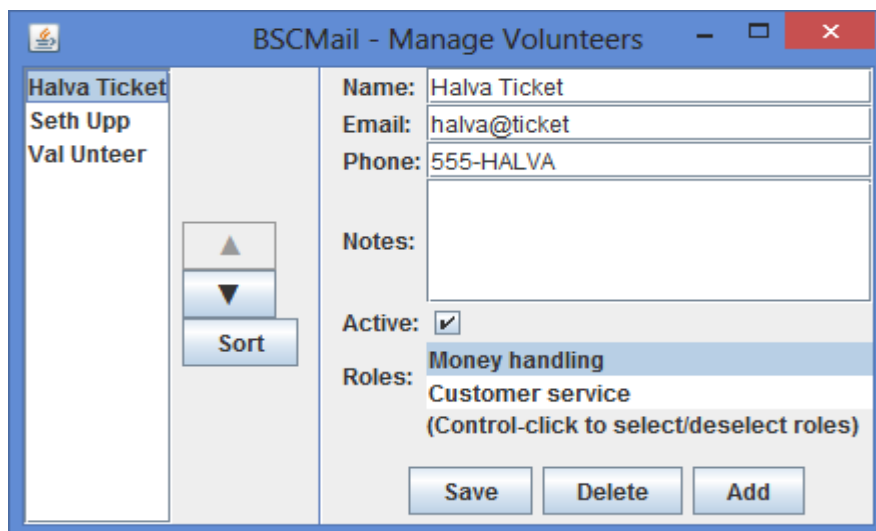 BSCMail - Manage Volunteers
Halva Ticket
Seth Upp
Val Unteer
Sort
Name: Halva Ticket
Email: halva@ticket
Phone: 555-HALVA
Notes:
Active:
Roles:
Money handling
Customer service
(Control-click to select/deselect roles)
Save Delete Add